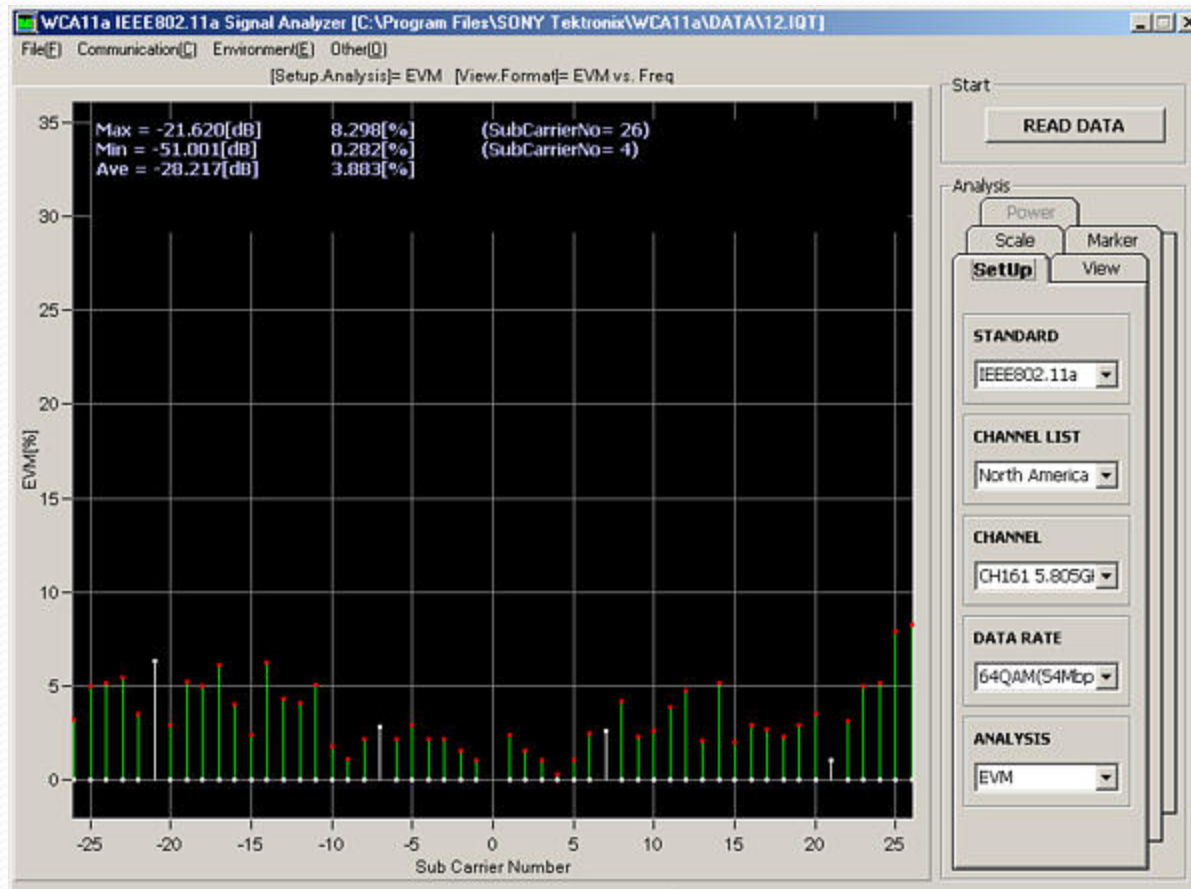 WCA11a IEEE802.11a Signal Analyzer [C:\Program Files\SONY Tektronix\WCA11a\DATA\12.IQT]
File(F) Communication(C) Environment(E) Other(O)
[Setup.Analysis]= EVM [View.Format]= EVM vs. Freq
Max = -21.620[dB] 8.298[%] (SubCarrierNo= 26)
Min = -51.001[dB] 0.282[%] (SubCarrierNo= 4)
Ave = -28.217[dB] 3.883[%]
35
30
25
20
15
10
5
0
EVM[%]
-25 -20 -15 -10 -5 0 5 10 15 20 25
Sub Carrier Number
Start
READ DATA
Analysis
Power
Scale Marker
SetUp View
STANDARD
IEEE802.11a
CHANNEL LIST
North America
CHANNEL
CH161 5.805G
DATA RATE
64QAM(54Mbp
ANALYSIS
EVM